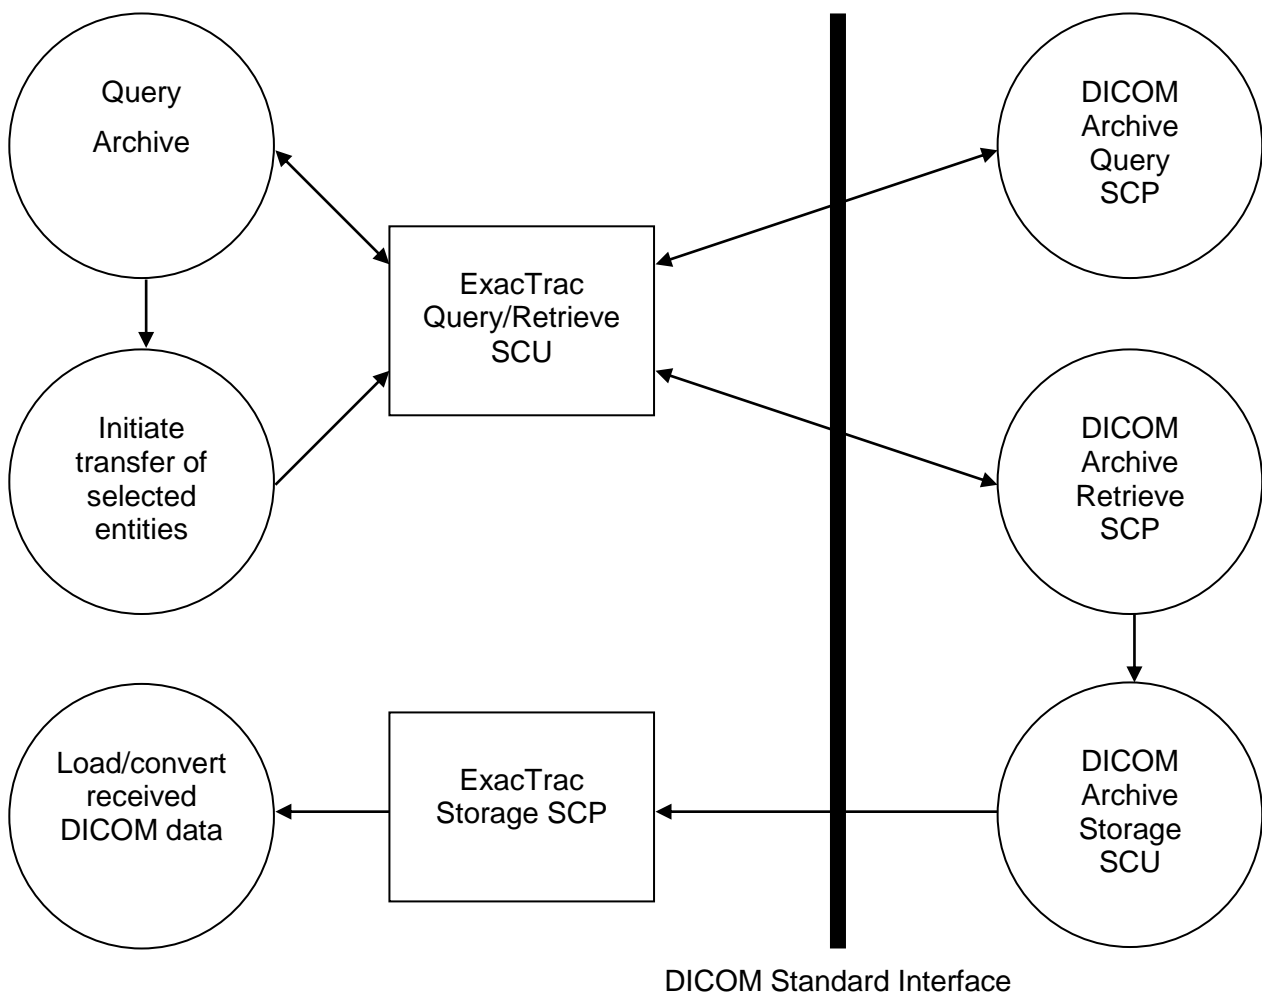 Query
Archive
DICOM
Archive
Query
SCP
ExacTrac
Query/Retrieve
SCU
Initiate
transfer of
selected
entities
DICOM
Archive
Retrieve
SCP
Load/convert
received
DICOM data
ExacTrac
Storage SCP
DICOM
Archive
Storage
SCU
DICOM Standard Interface